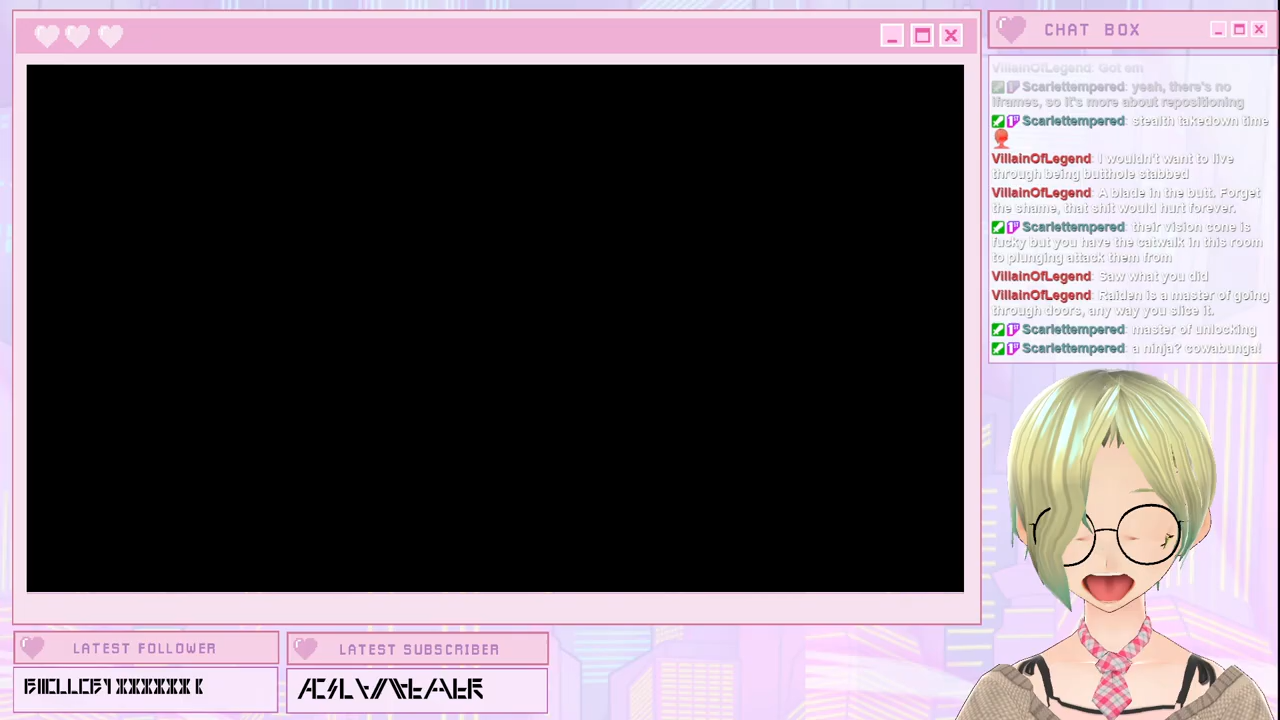 CHAT BOX
VillainOfLegend: Got em
Scarlettempered: yeah, there's no
iframes, so it's more about repositioning
Scarlettempered: stealth takedown time
VillainOfLegend: I wouldn't want to live
through being butthole stabbed
VillainOfLegend: A blade in the butt. Forget
the shame, that shit would hurt forever.
Scarlettempered: their vision cone is
fucky but you have the catwalk in this room
to plunging attack them from
VillainOfLegend: Saw what you did
VillainOfLegend: Raiden is a master of going
through doors, any way you slice it.
Scarlettempered: master of unlocking
Scarlettempered: a ninja? cowabunga!
LATEST FOLLOWER
LATEST SUBSCRIBER